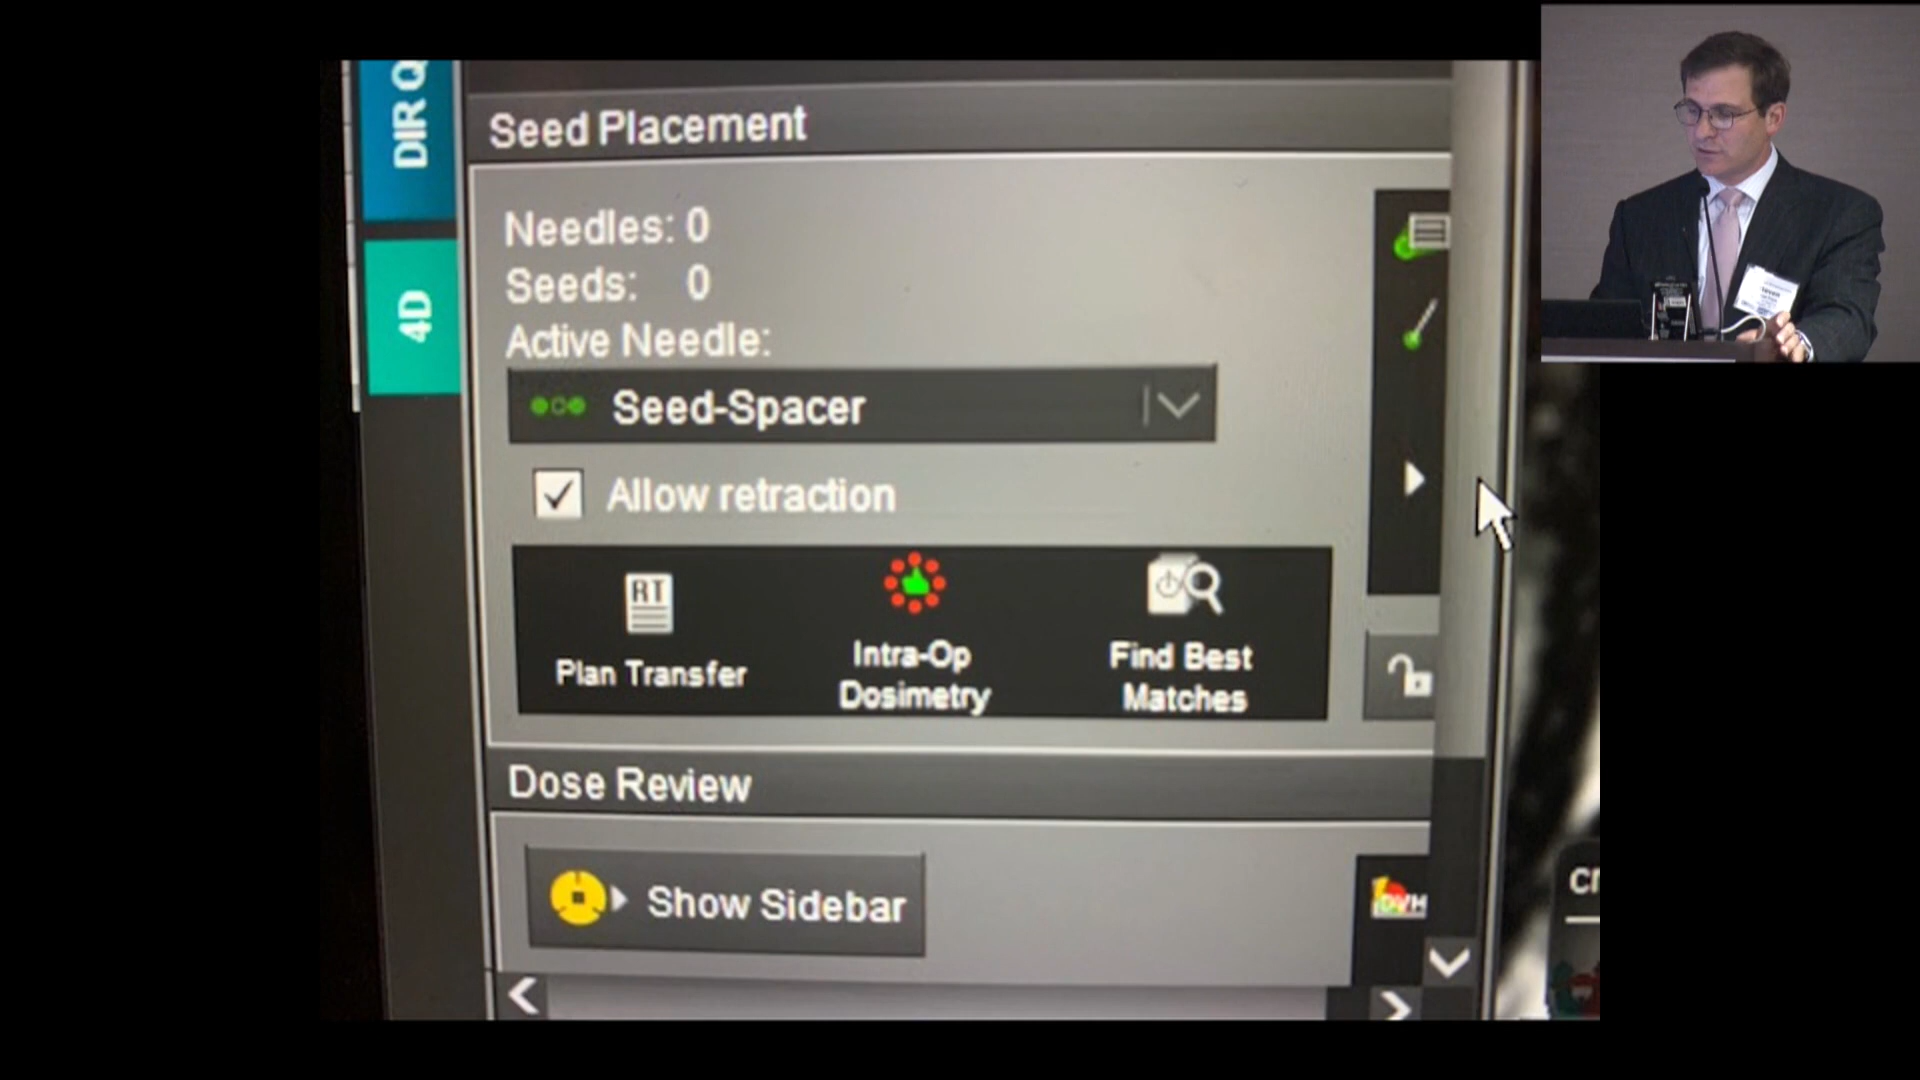 DIR Q
4D
Seed Placement
Needles: 0
Seeds: 0
Active Needle:
Seed-Spacer
Allow retraction
RT
Plan Transfer
Intra-Op
Dosimetry
Find Best
Matches
Dose Review
Show Sidebar
DVH